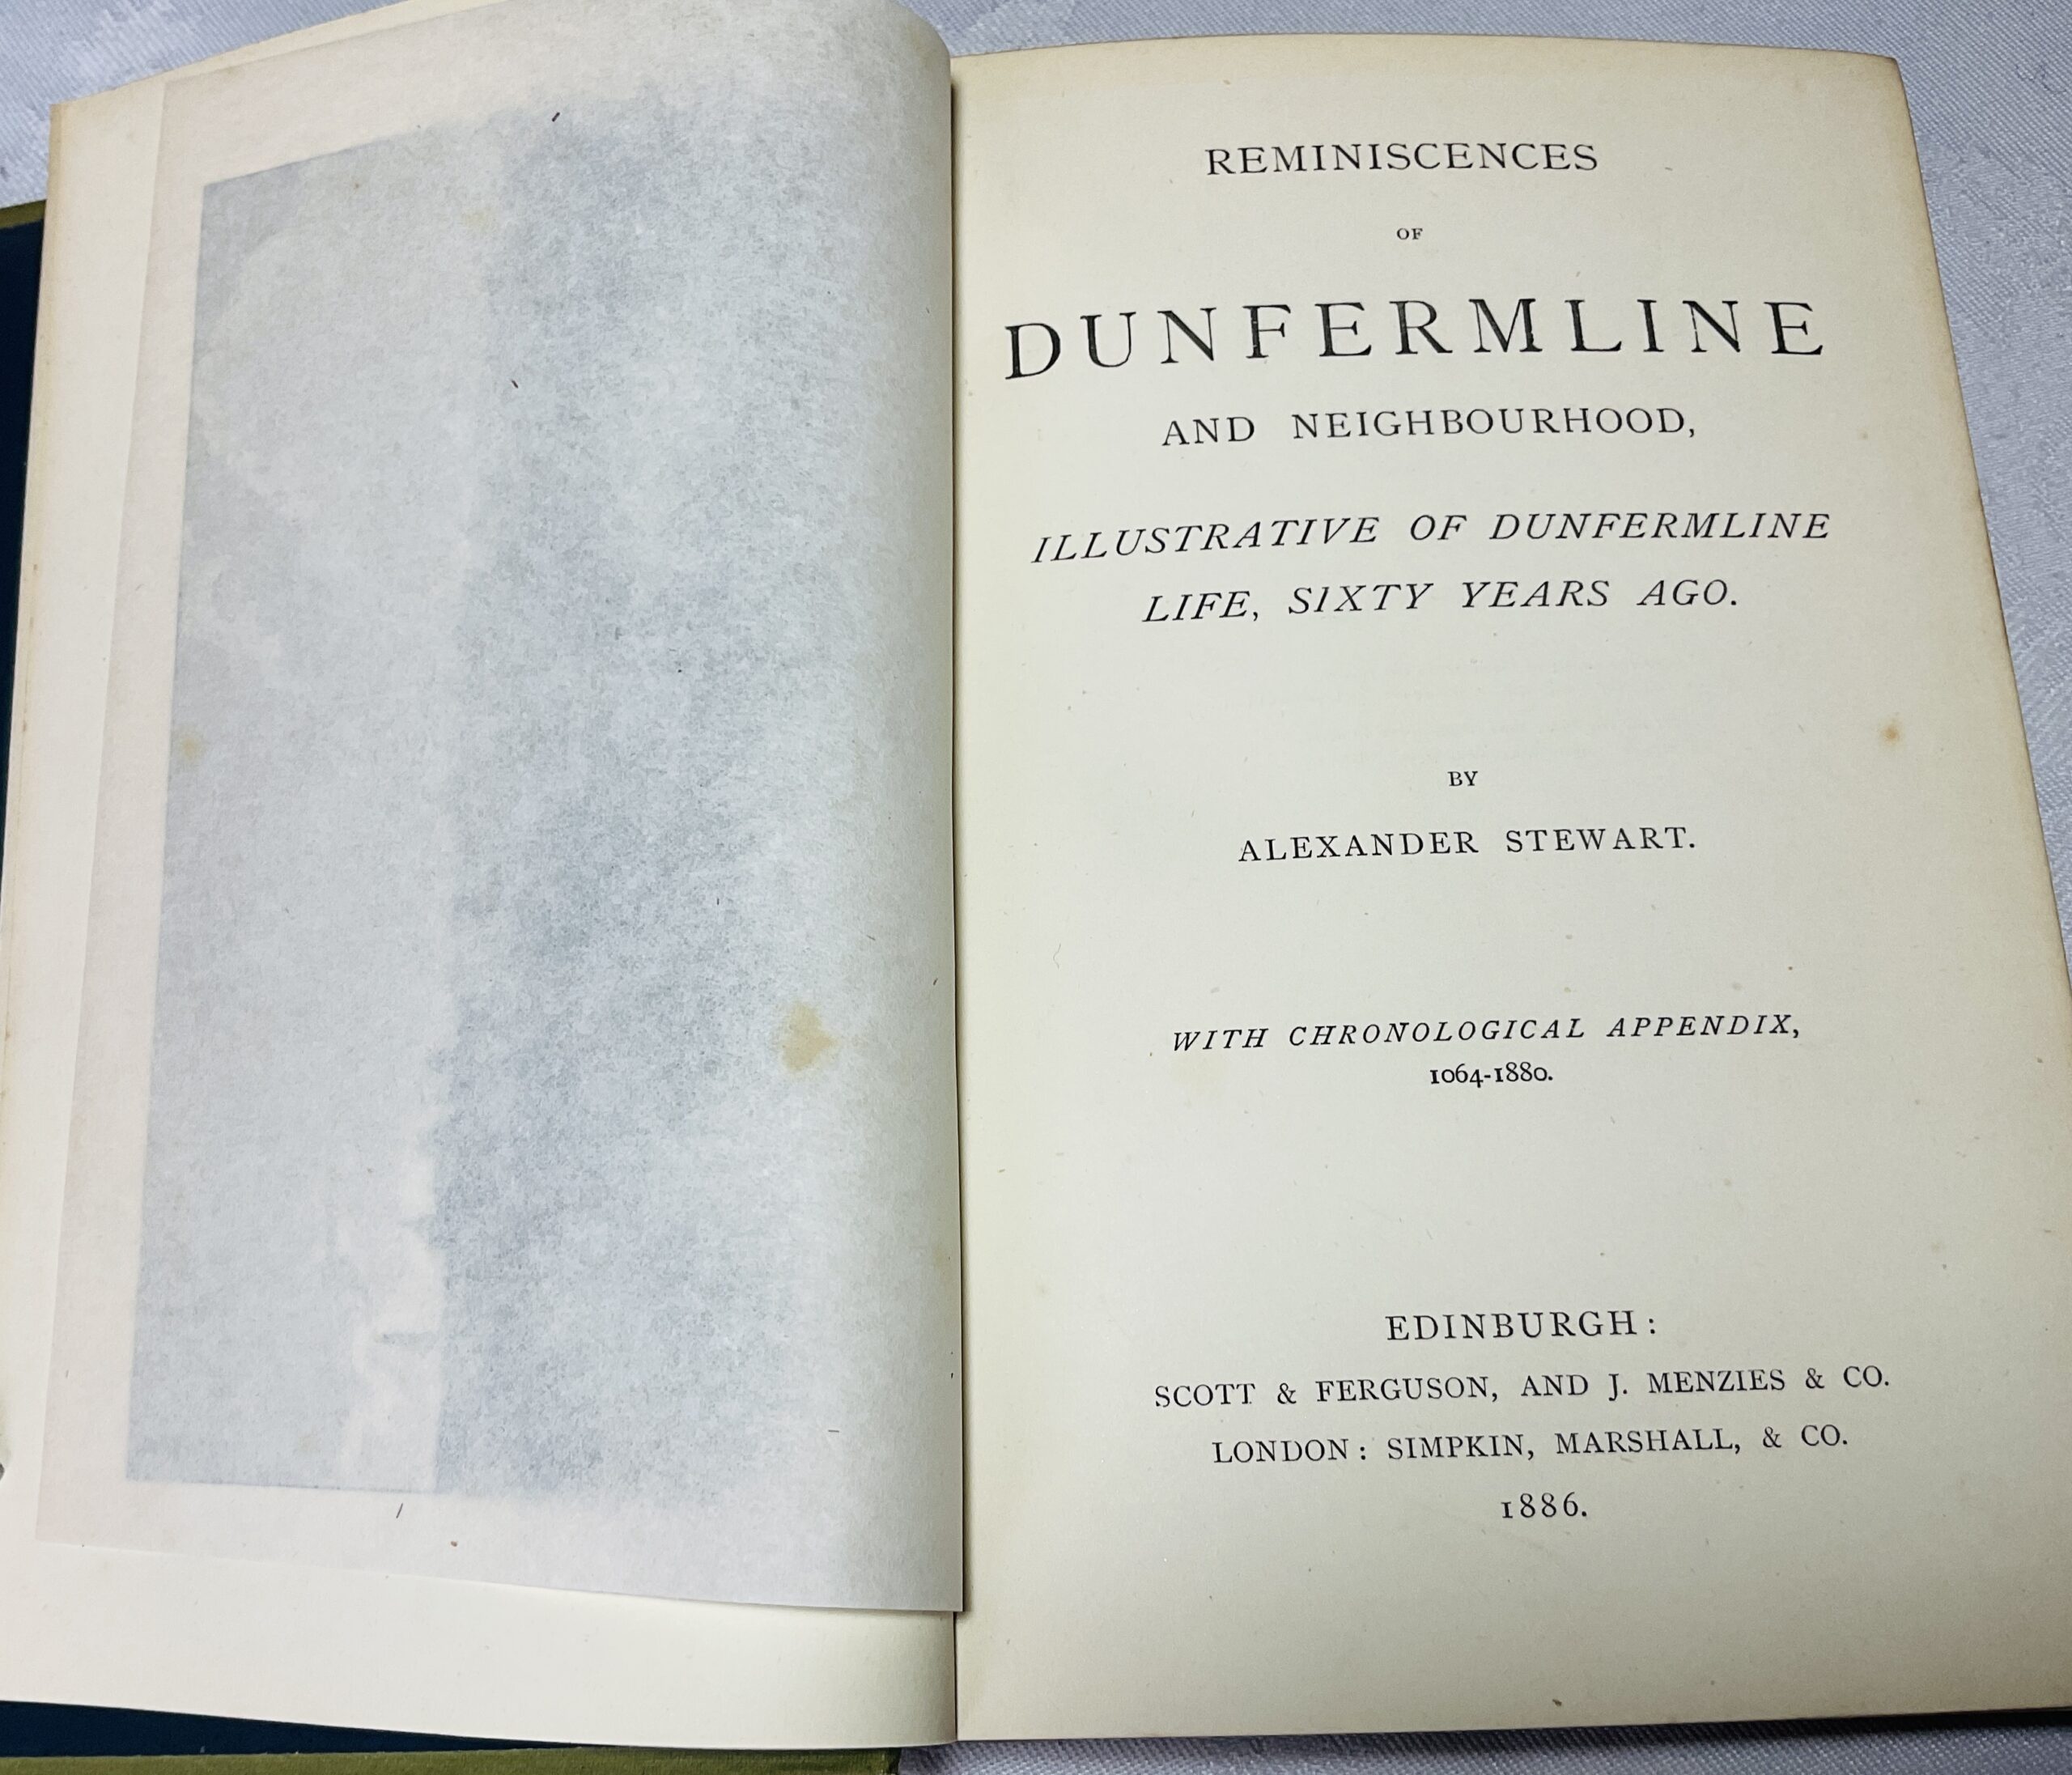 REMINISCENCES
OF
DUNFERMLINE
AND NEIGHBOURHOOD,
ILLUSTRATIVE OF DUNFERMLINE
LIFE, SIXTY YEARS AGO.
BY
ALEXANDER STEWART.
WITH CHRONOLOGICAL APPENDIX,
1064-1880.
EDINBURGH:
SCOTT & FERGUSON, AND J. MENZIES & CO.
LONDON: SIMPKIN, MARSHALL, & CO.
1886.